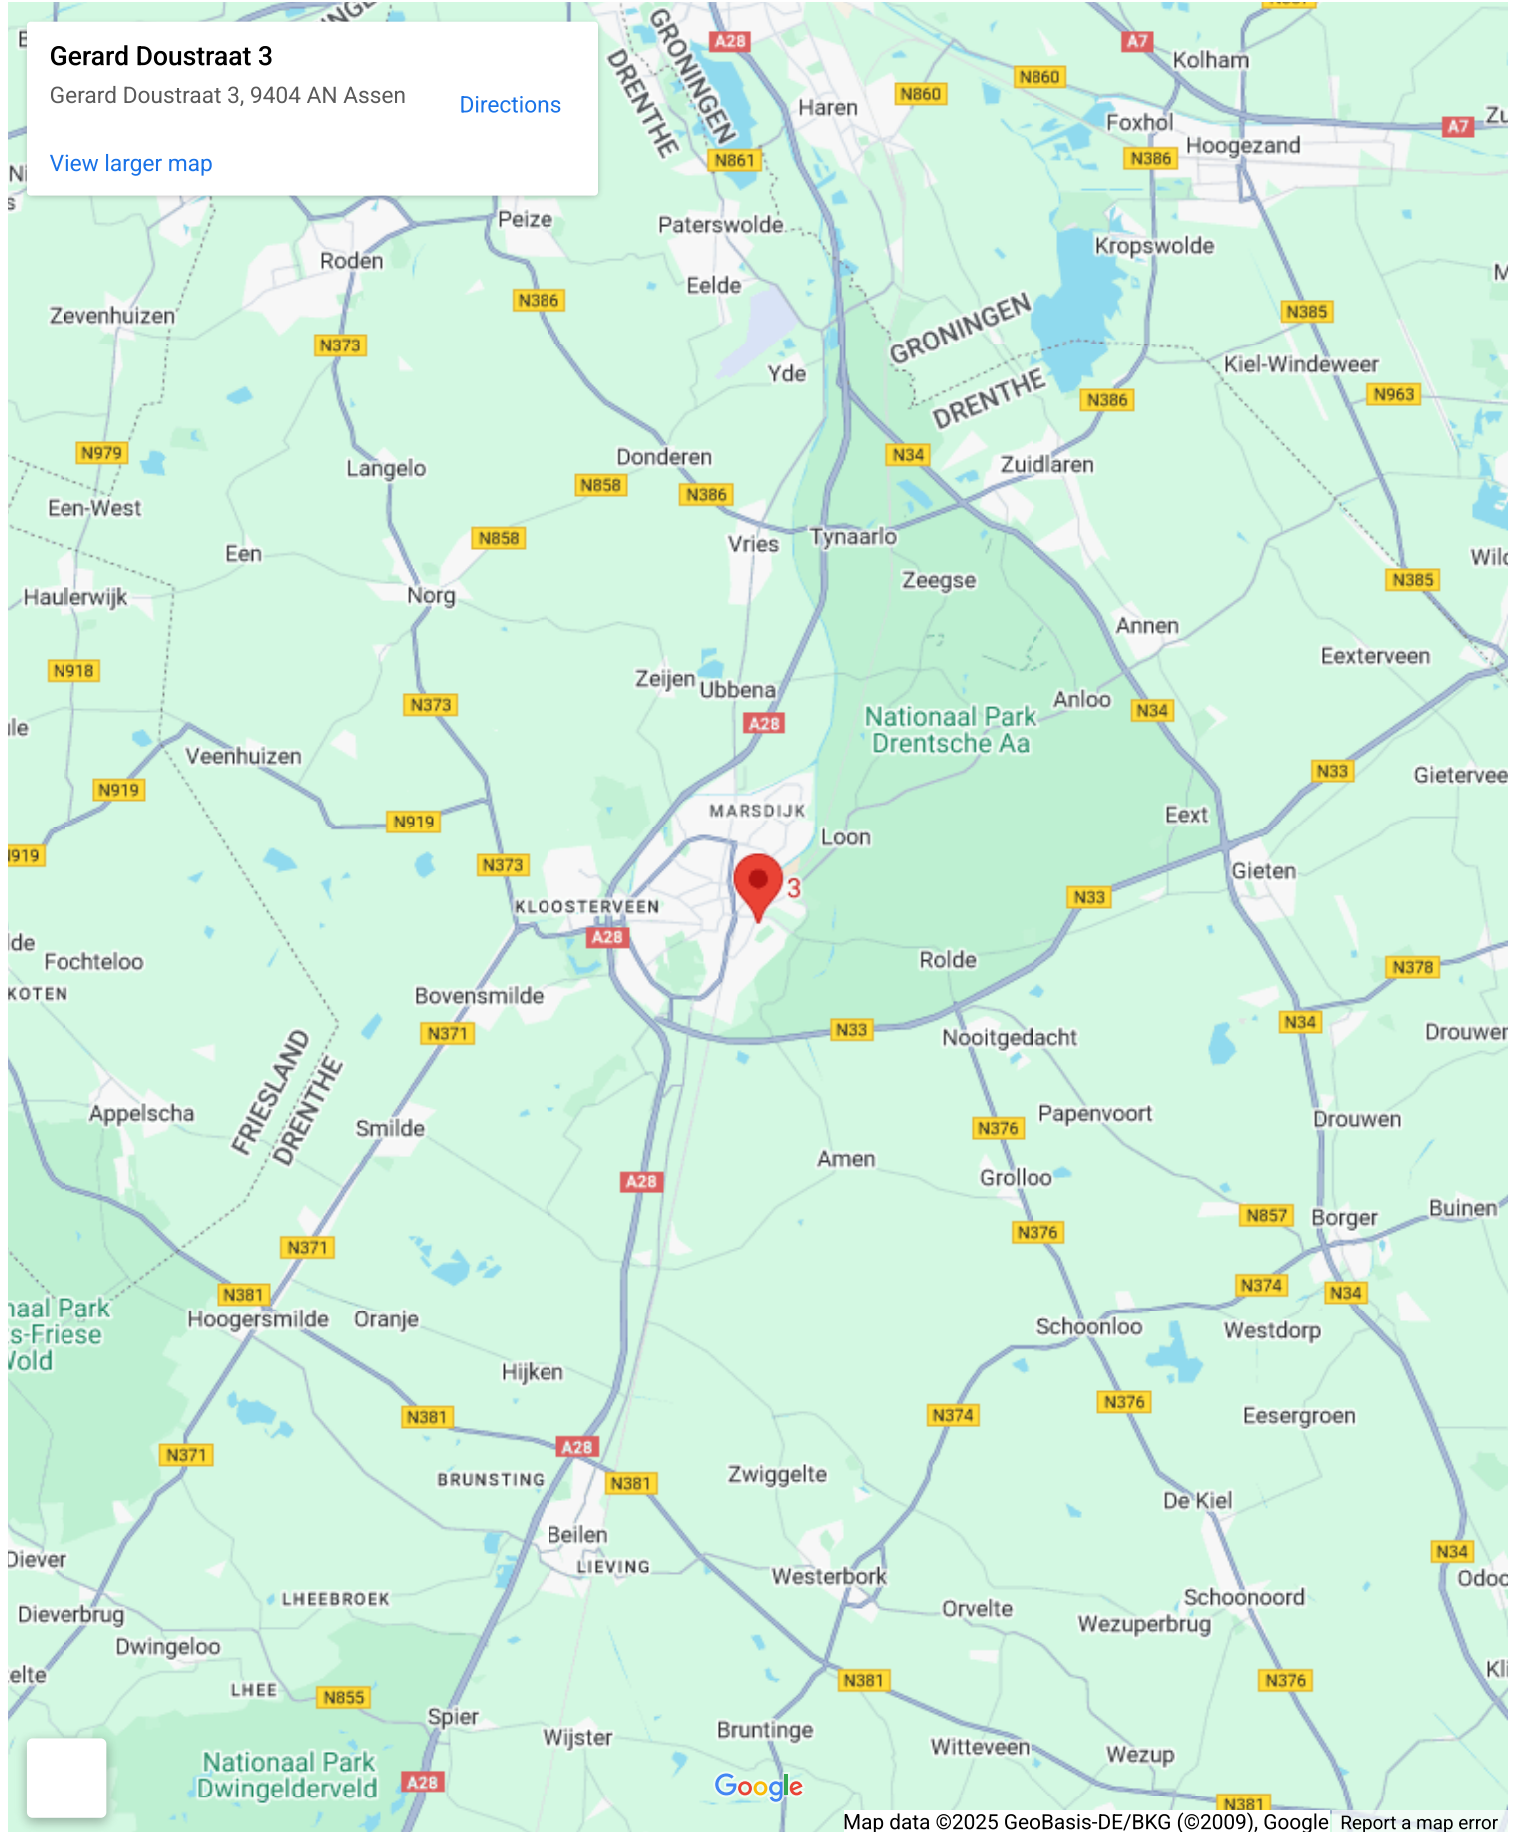 Gerard Doustraat 3
Gerard Doustraat 3, 9404 AN Assen
Directions
View larger map
GRONINGEN
DRENTHE
A28
A7
Kolham
N860
N860
Haren
Foxhol
A7
Hoogezand
N861
N386
Peize
Paterswolde
Kropswolde
Roden
Eelde
N386
Zevenhuizen
GRONINGEN
N385
N373
Yde
Kiel-Windeweer
DRENTHE
N386
N963
N979
Donderen
N34
Langelo
Zuidlaren
N858
N386
En-West
N858
Vries
Tynaarlo
Een
Zeegse
N385
Haulerwijk
Norg
Annen
Eexterveen
N918
Zeijen
Ubbena
Anloo
N373
N34
A28
Nationaal Park
Drentsche Aa
Veenhuizen
N33
N919
Marsdijk
N919
Eext
Loon
N919
N373
Gieten
3
N33
KLOOSTERVEEN
A28
Rolde
Fochteloo
N378
KOTEN
Bovensmilde
N34
N371
N33
Nooitgedacht
FRIESLAND
DRENTHE
Appelscha
Smilde
N376
Papenvoort
Drouwen
Amen
A28
Grolloo
N857
Borger
Buinen
N376
N371
N381
N374
N34
Hoogersmilde
Oranje
Schoonloo
Westdorp
Hijken
N381
N374
N376
Eesergroen
N371
A28
BRUNSTING
N381
Zwiggelte
De Kiel
Beilen
N34
Diever
LIEVING
Westerbork
LHEEBROEK
Schoonoord
Dieverbrug
Orvelte
Wezuperbrug
Dwingeloo
LHEE
N855
N381
N376
Spier
Wijster
Bruntinge
Witteveen
Wezup
Nationaal Park
Dwingelderveld
A28
Google
N381
Map data ©2025 GeoBasis-DE/BKG (©2009), Google
Report a map error